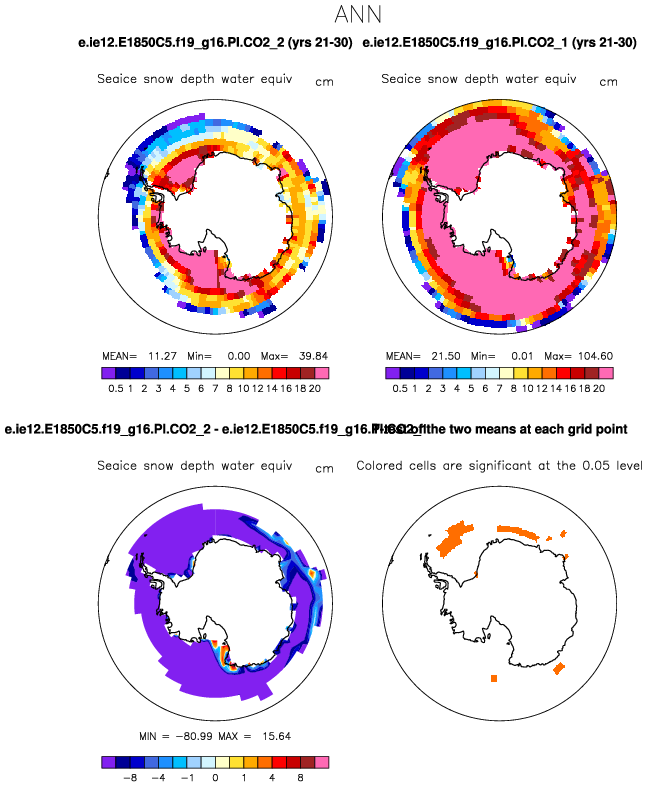 ANN
e.ie12.E1850C5.f19_g16.PI.CO2_2 (yrs 21-30) e.ie12.E1850C5.f19_g16.PI.CO2_1 (yrs 21-30)
Seaice snow depth water equiv cm Seaice snow depth water equiv cm
MEAN= 11.27 Min= 0.00 Max= 39.84 MEAN= 21.50 Min= 0.01 Max= 104.60
0.5 1 2 3 4 5 6 7 8 10 12 14 16 18 20 0.5 1 2 3 4 5 6 7 8 10 12 14 16 18 20
e.ie12.E1850C5.f19_g16.PI.CO2_2 - e.ie12.E1850C5.f19_g16.PI.CO2_1 of the two means at each grid point
Seaice snow depth water equiv cm Colored cells are significant at the 0.05 level
MIN = -80.99 MAX = 15.64
-8 -4 -1 0 1 4 8